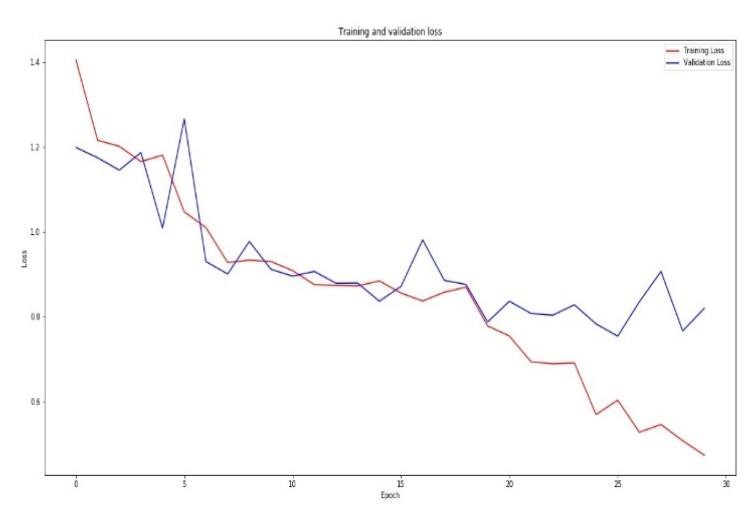 Training and validation loss
Training Loss
Validation Loss
1.4
1.2
1.0
0.8
0.6
Loss
0
5
10
15
20
25
30
Epoch